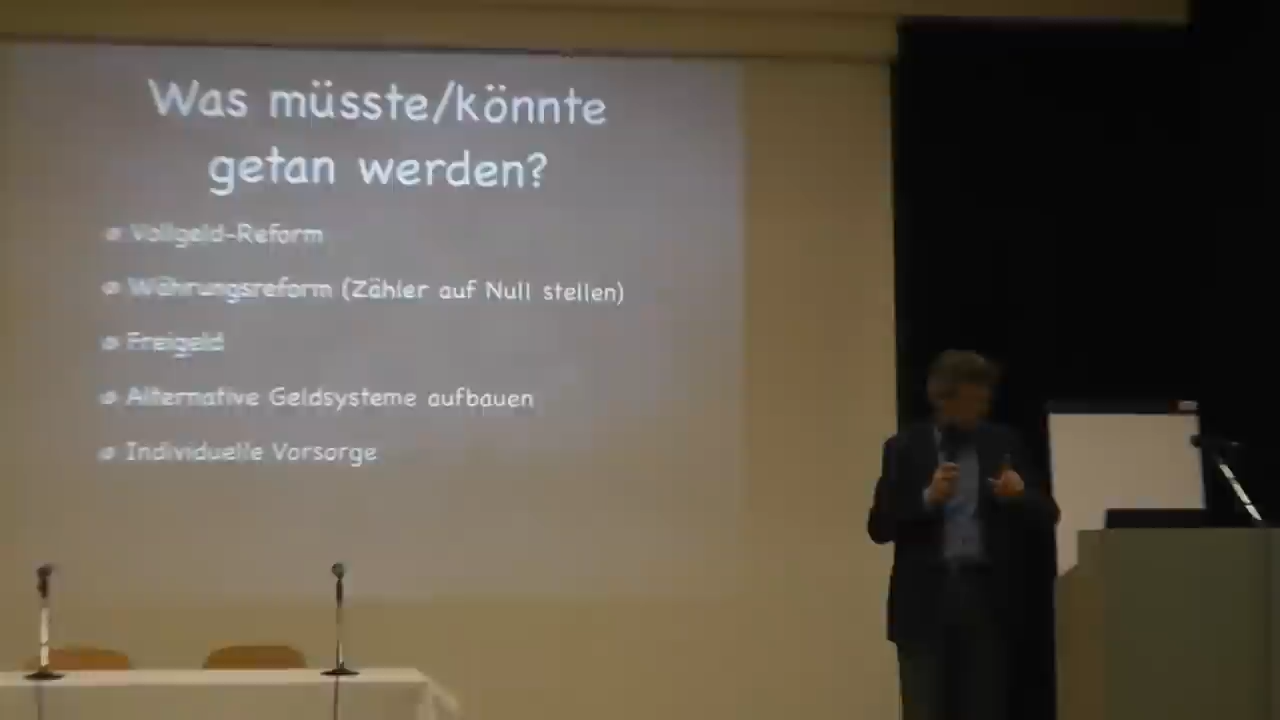 Was müsste/könnte
getan werden?
Vollgeld-Reform
Währungsreform (Zähler auf Null stellen)
Freigeld
Alternative Geldsysteme aufbauen
Individuelle Vorsorge